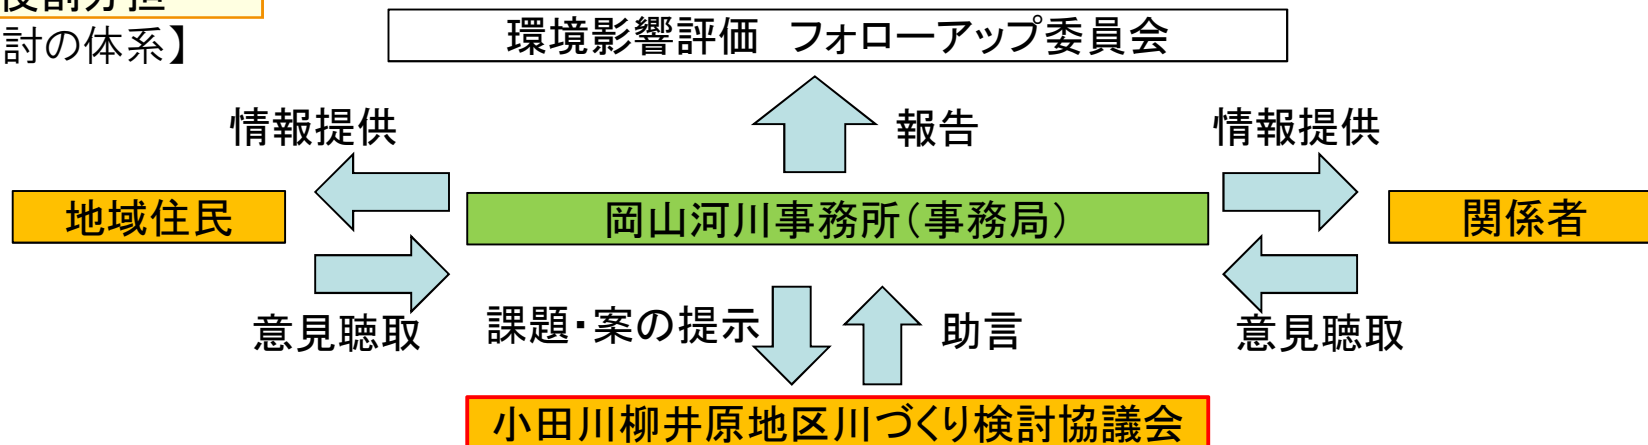 役割分担
討の体系】
環境影響評価　フォローアップ委員会
情報提供
報告
情報提供
地域住民
岡山河川事務所(事務局)
関係者
意見聴取
課題・案の提示
助言
意見聴取
小田川柳井原地区川づくり検討協議会